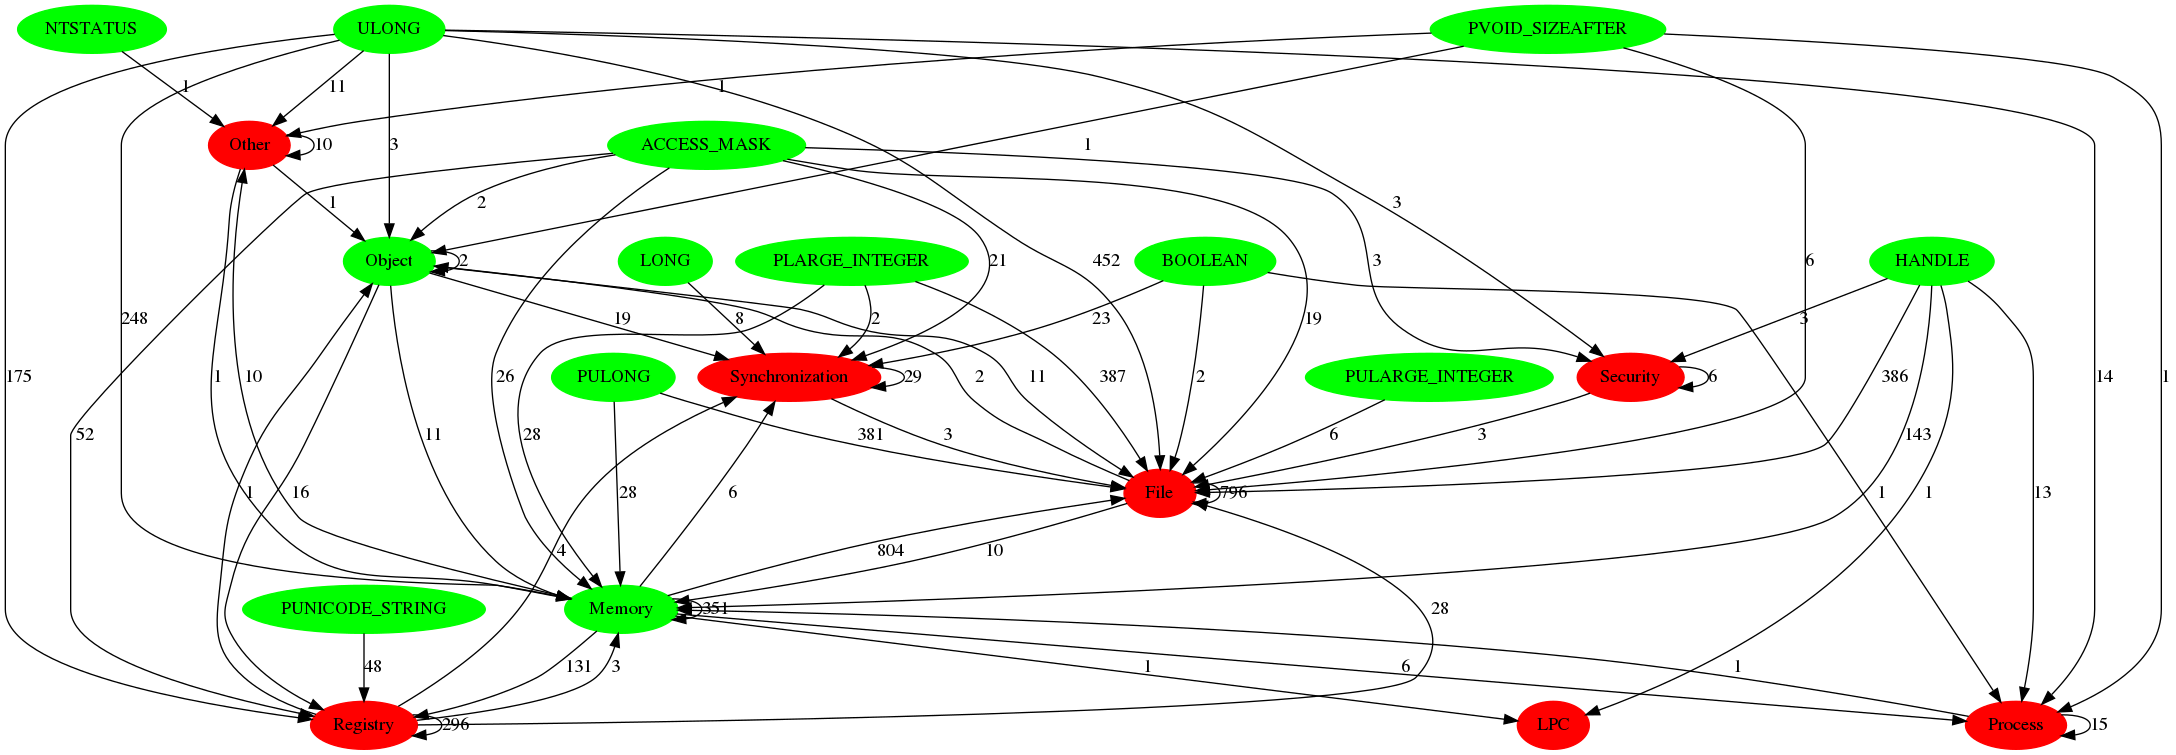 NTSTATUS ULONG PVOID_SIZEAFTER
1 11 1
Other 10 ACCESS_MASK 3 1
1 2 3
Object 2 LONG PLARGE_INTEGER 21 452 BOOLEAN 3 6 HANDLE
248 19 8 2 23 19 3
175 26 PULONG Synchronization 29 2 11 387 2 PULARGE_INTEGER Security 6 386 14 1
1 10 52 11 28 381 3 6 3 143
1 16 28 6 File 796 1 1 13
4 804 10
PUNICODE_STRING Memory 351 28
48 131 3 1 6 1
Registry 296 LPC Process 15